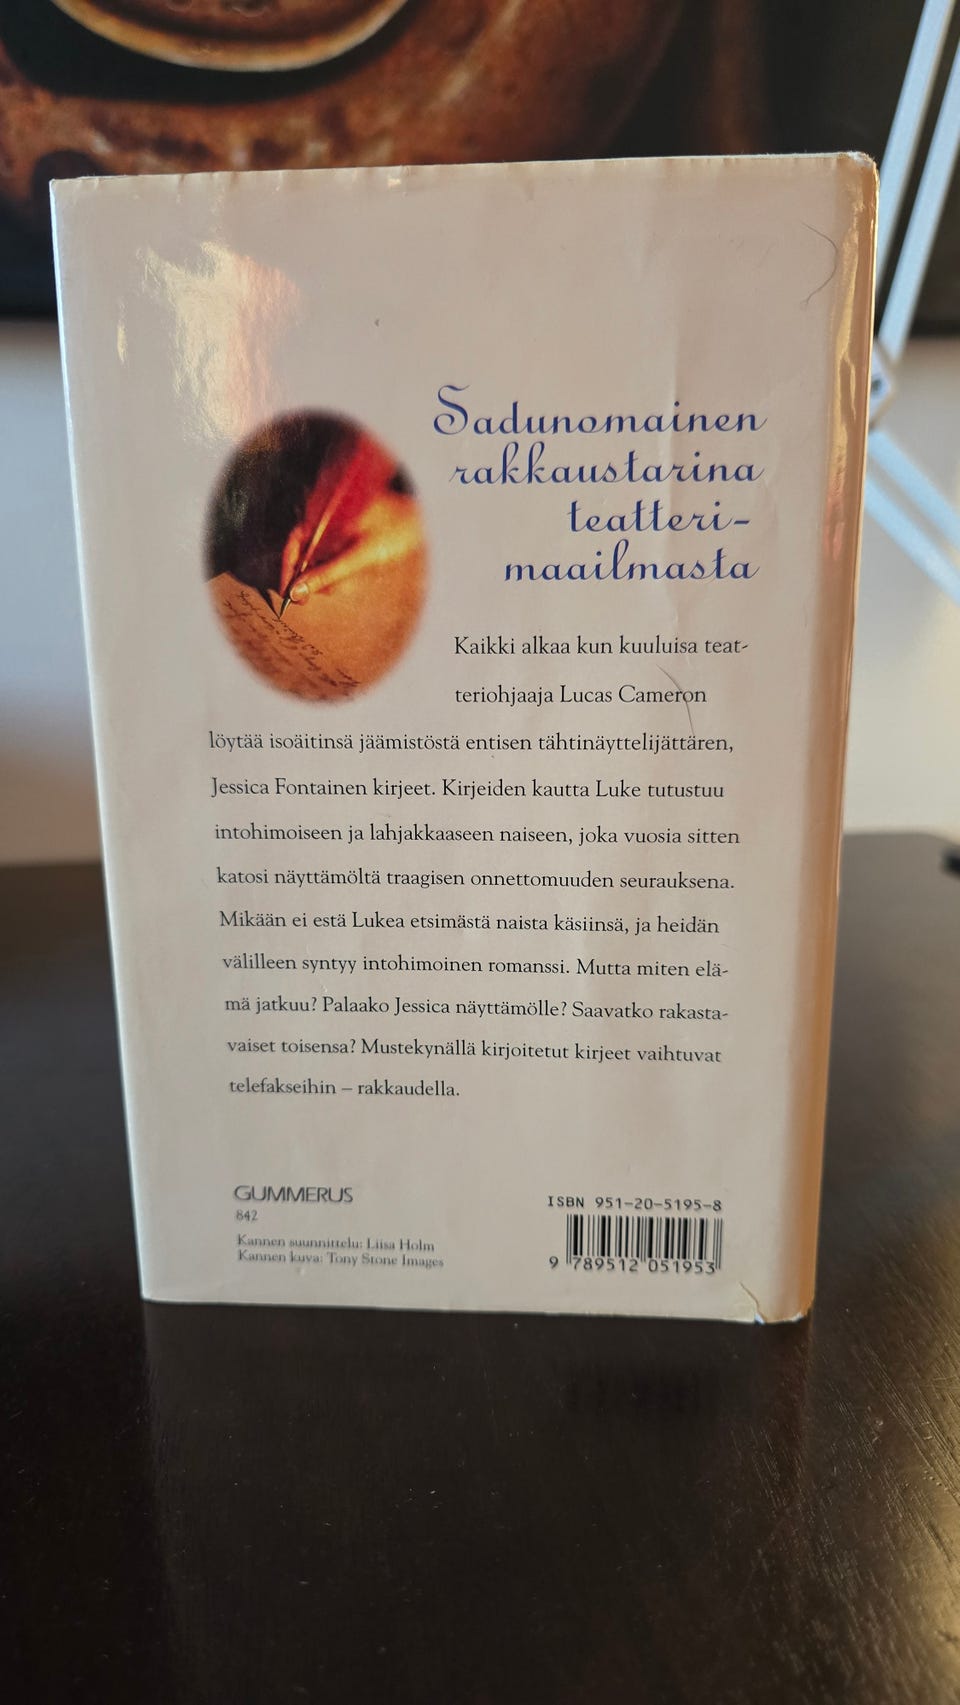 Sadunomainen
rakkaustarina
teatteri-
maailmasta
Kaikki alkaa kun kuuluisa teat-
teriohjaaja Lucas Cameron
löytää isoäitinsä jäämistöstä entisen tähtinäyttelijättären,
Jessica Fontainen kirjeet. Kirjeiden kautta Luke tutustuu
intohimoiseen ja lahjakkaaseen naiseen, joka vuosia sitten
katosi näyttämöltä traagisen onnettomuuden seurauksena.
Mikään ei estä Lukea etsimästä naista käsiinsä, ja heidän
välilleen syntyy intohimoinen romanssi. Mutta miten elä-
mä jatkuu? Palaako Jessica näyttämölle? Saavatko rakasta-
vaiset toisensa? Mustekynällä kirjoitetut kirjeet vaihtuvat
telefakseihin – rakkaudella.
GUMMERUS
842
Kannen suunnittelu: Liisa Holm
Kannen kuva: Tony Stone Images
ISBN 951-20-5195-8
9 789512 051953